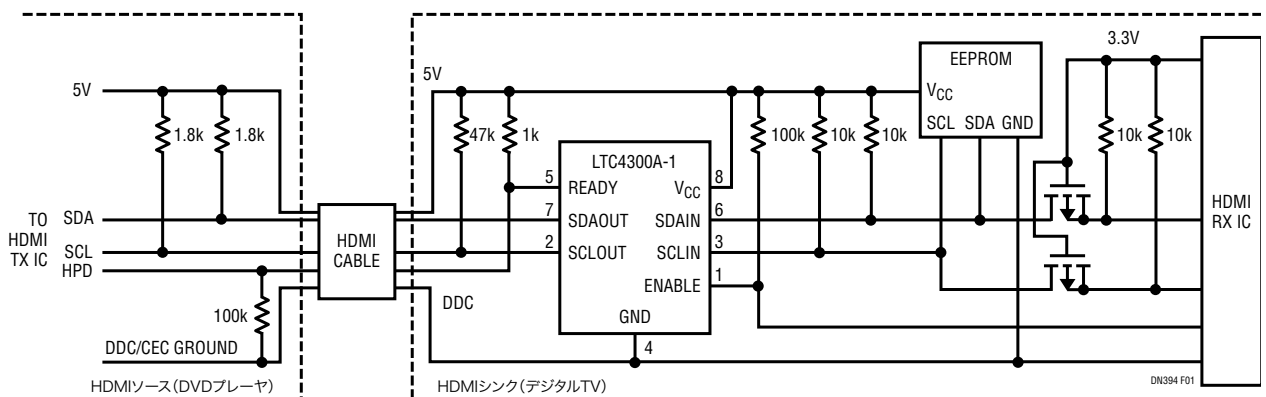 5V
1.8k
1.8k
TO
HDMI
TX IC
SDA
SCL
HPD
100k
DDC/CEC GROUND
HDMIソース(DVDプレーヤ)
HDMI
CABLE
5V
47k
1k
DDC
LTC4300A-1
5
READY
7
SDAOUT
2
SCLOUT
VCC
8
SDAIN
6
SCLIN
3
ENABLE
1
GND
4
100k
10k
10k
EEPROM
VCC
SCL SDA GND
3.3V
10k
10k
HDMI
RX IC
HDMIシンク(デジタルTV)
DN394 F01